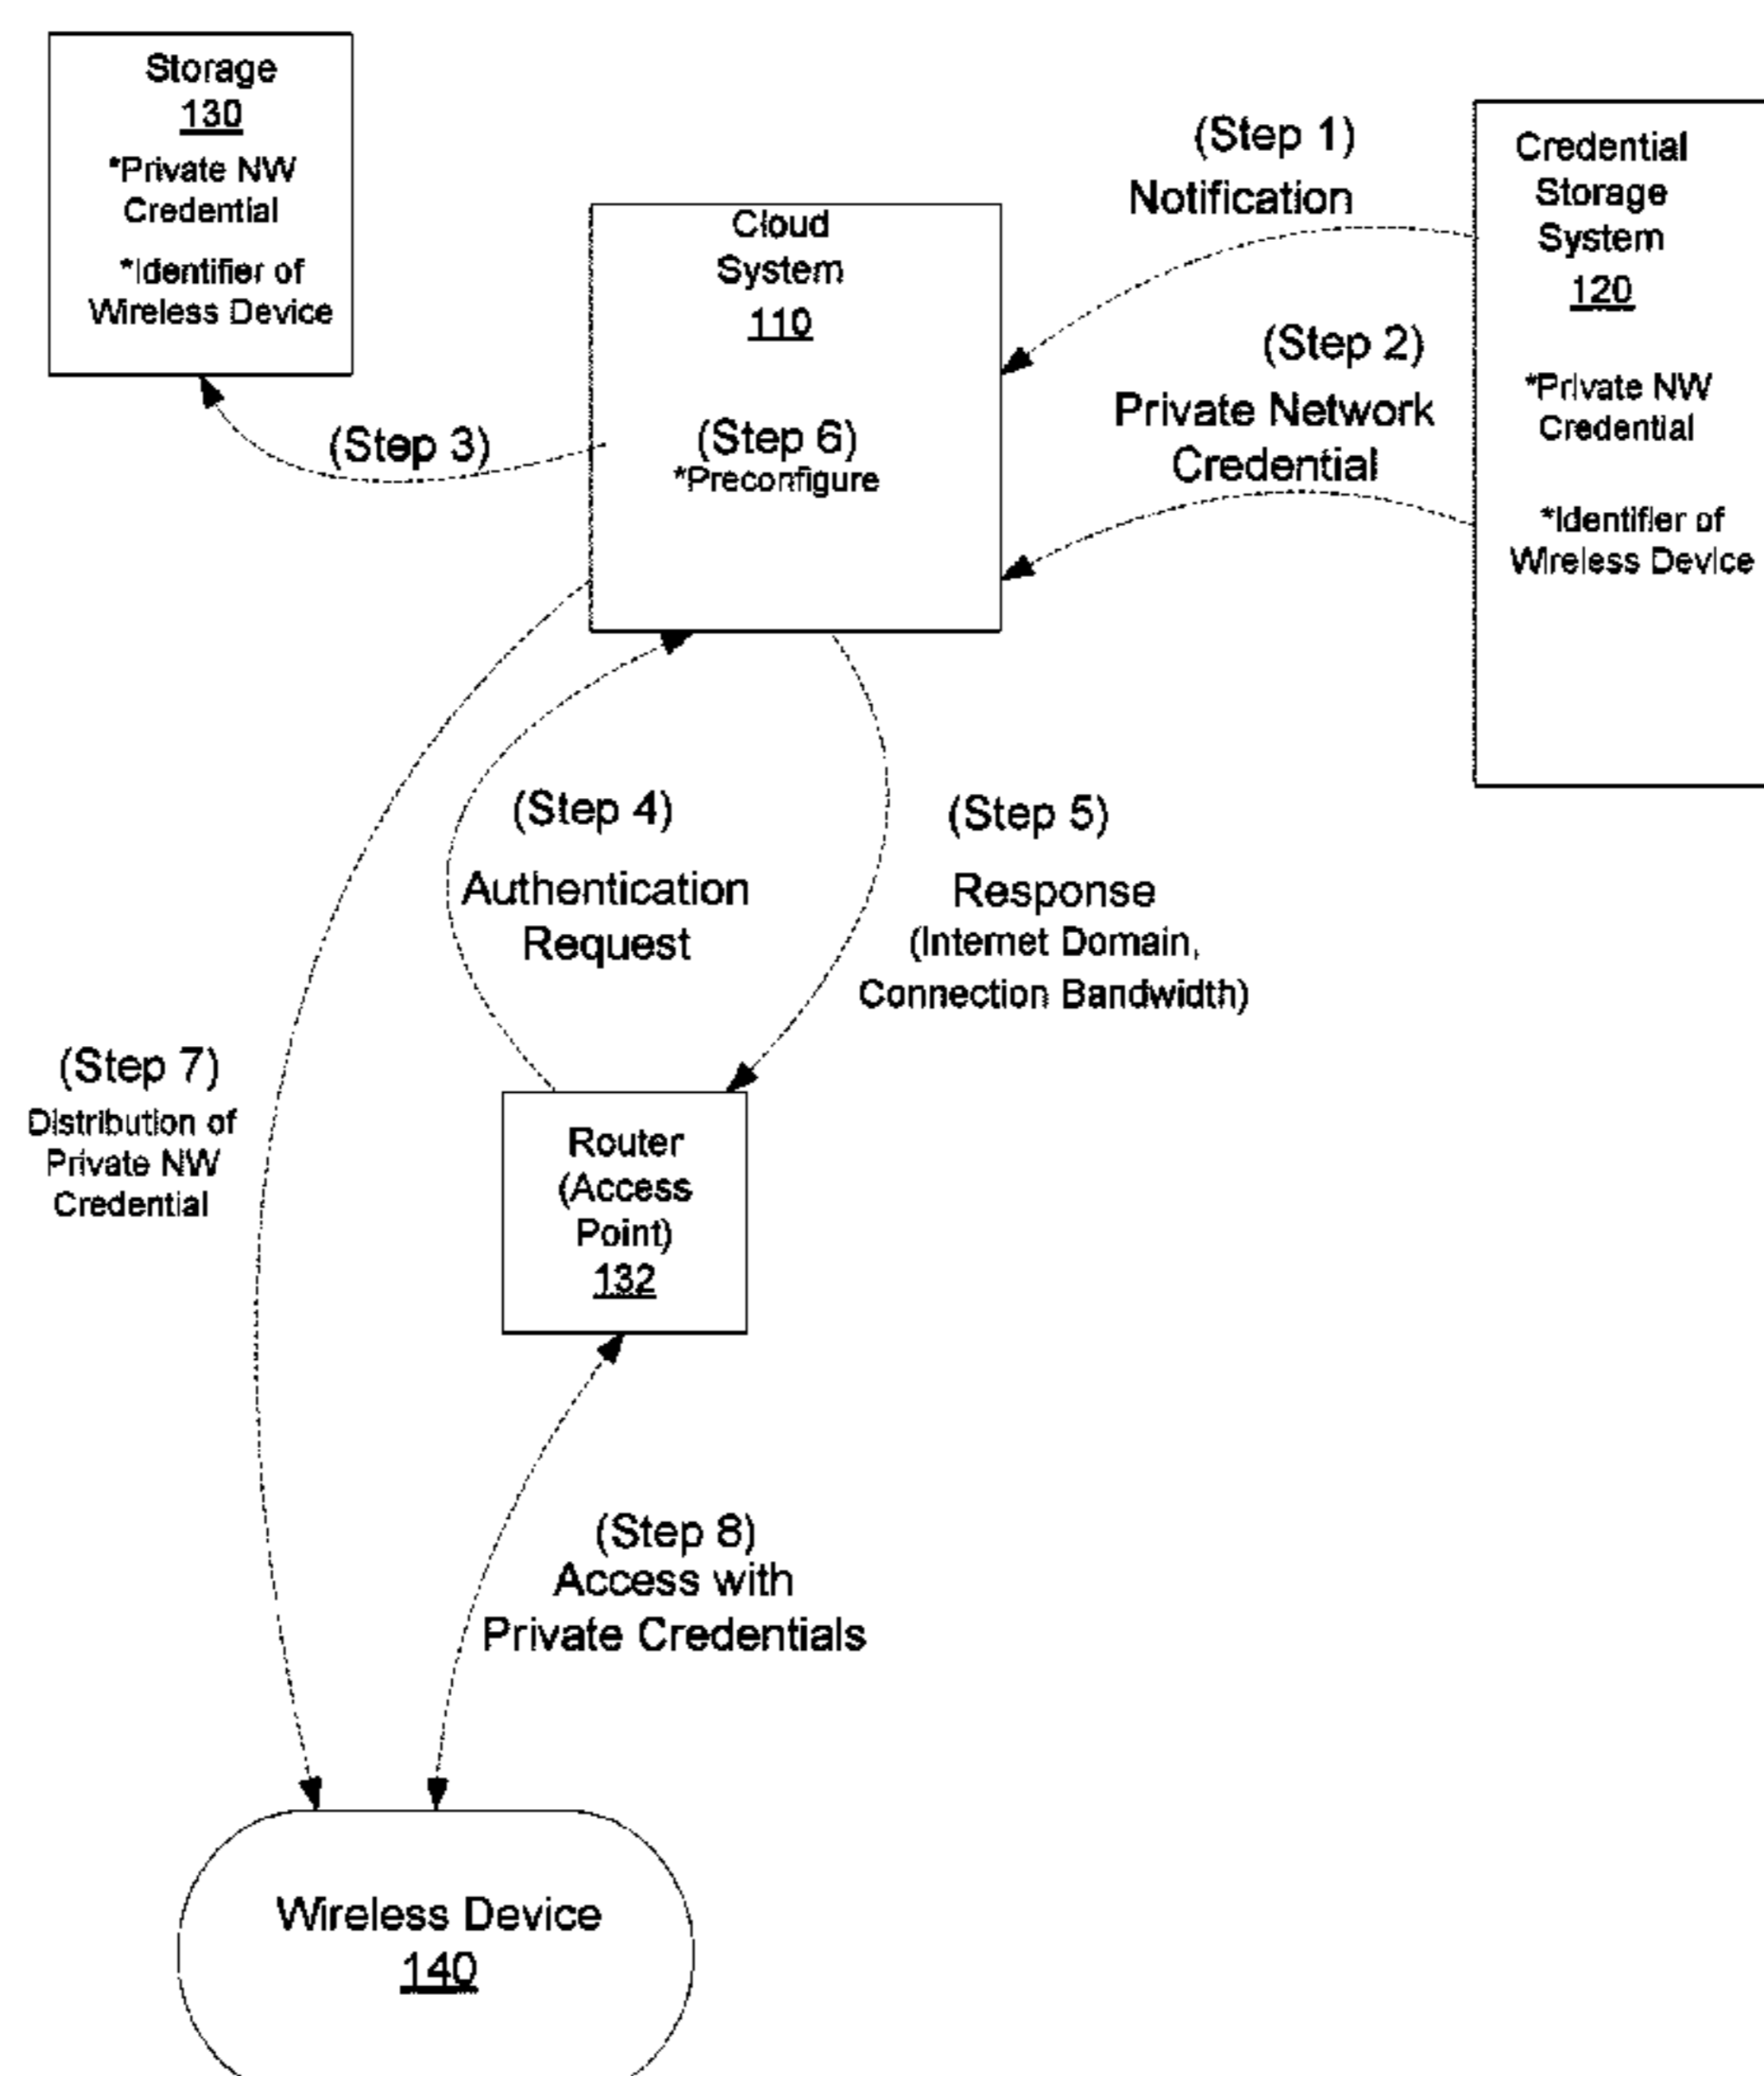 Storage
130
*Private NW
Credential
*Identifier of
Wireless Device
Cloud
System
110
(Step 6)
*Preconfigure
(Step 1)
Notification
(Step 2)
Private Network
Credential
Credential
Storage
System
120
*Private NW
Credential
*Identifier of
Wireless Device
(Step 3)
(Step 4)
Authentication
Request
(Step 5)
Response
(Internet Domain,
Connection Bandwidth)
(Step 7)
Distribution of
Private NW
Credential
Router
(Access
Point)
132
(Step 8)
Access with
Private Credentials
Wireless Device
140